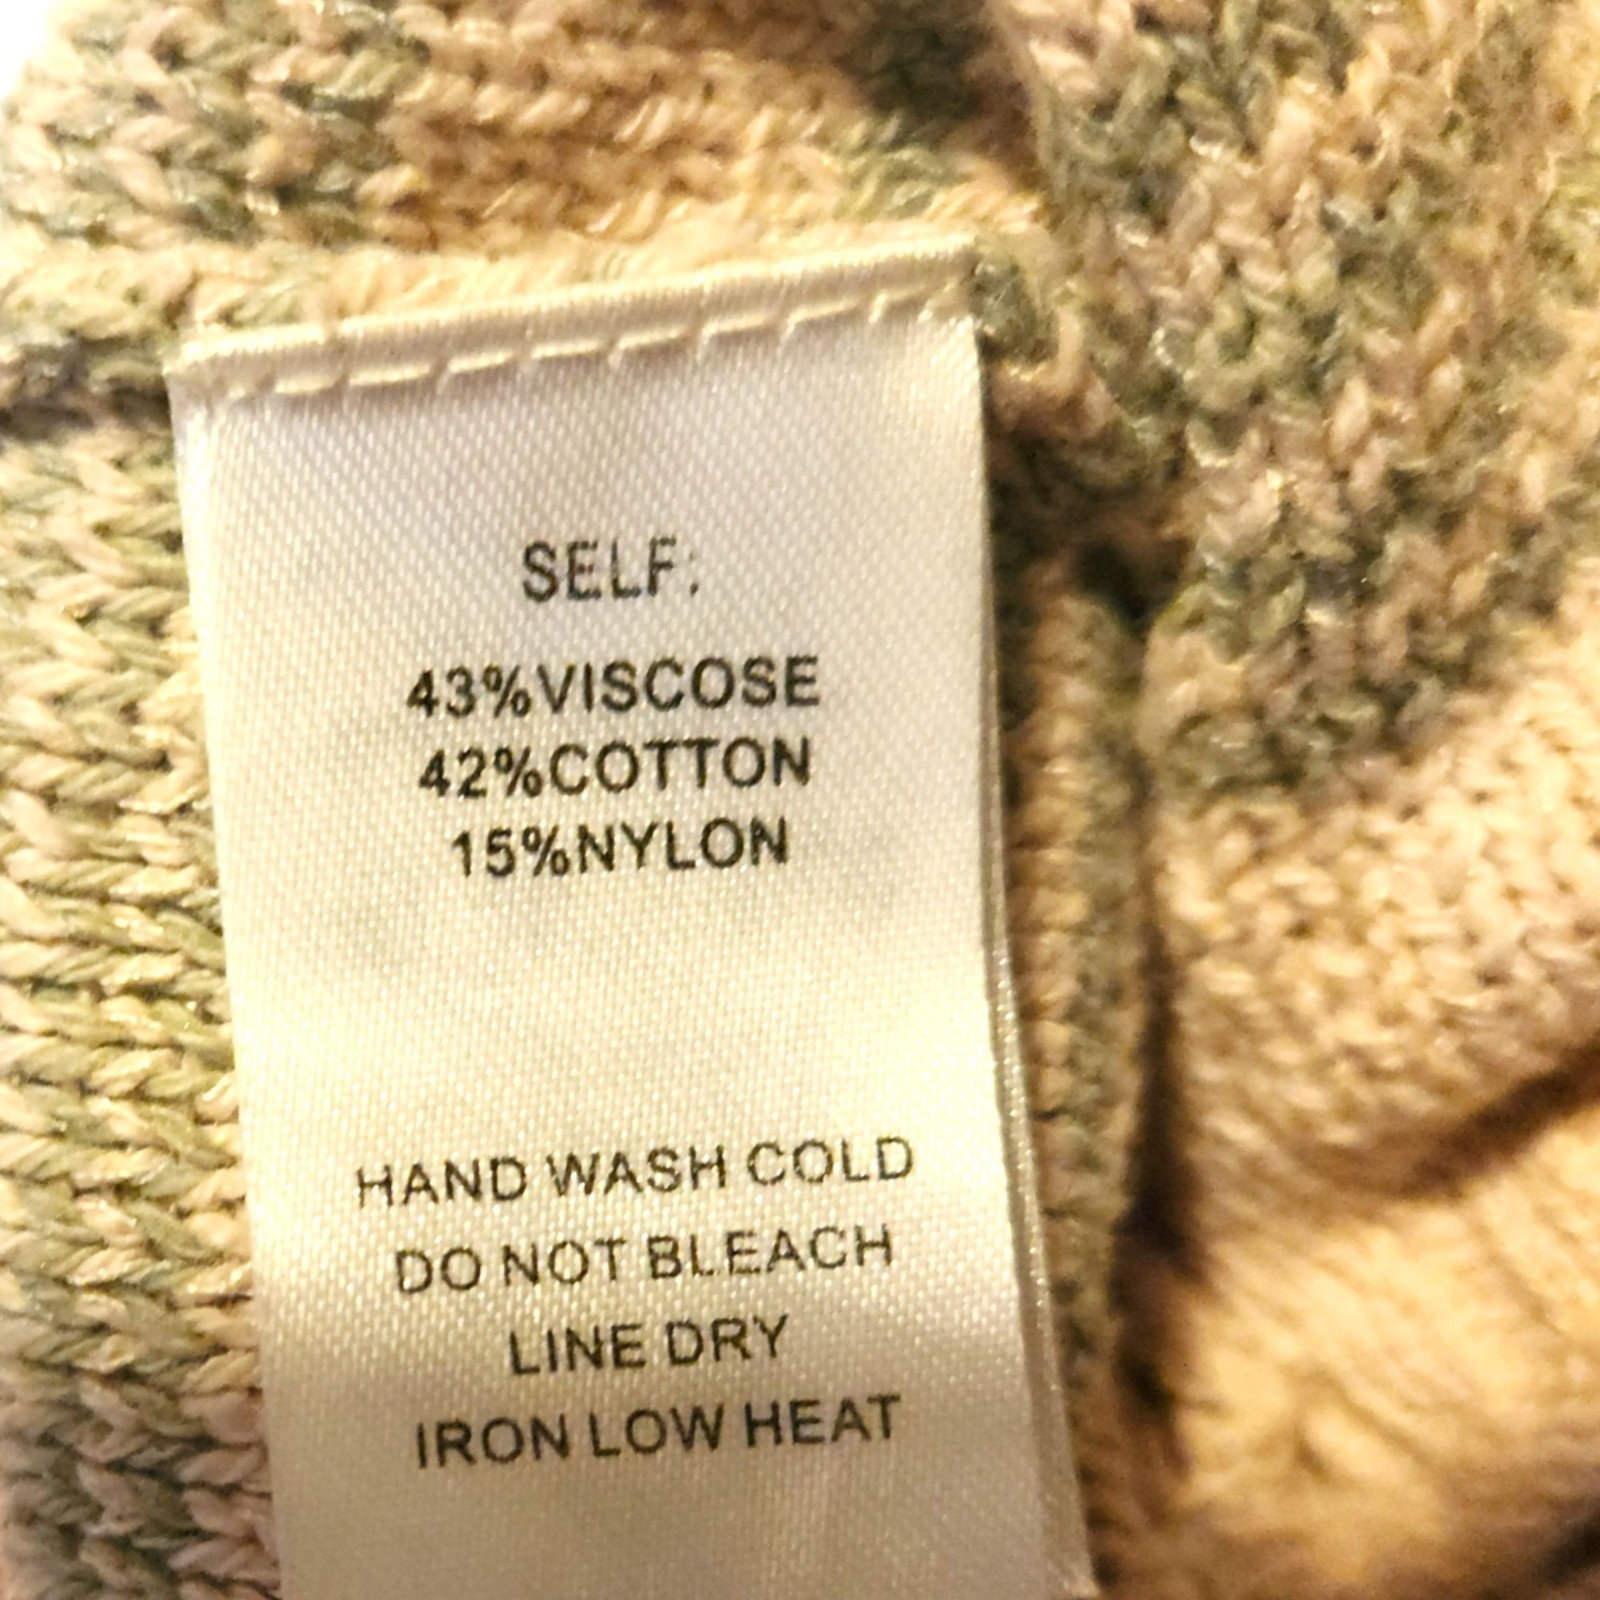 SELF:
43%VISCOSE
42%COTTON
15%NYLON
HAND WASH COLD
DO NOT BLEACH
LINE DRY
IRON LOW HEAT